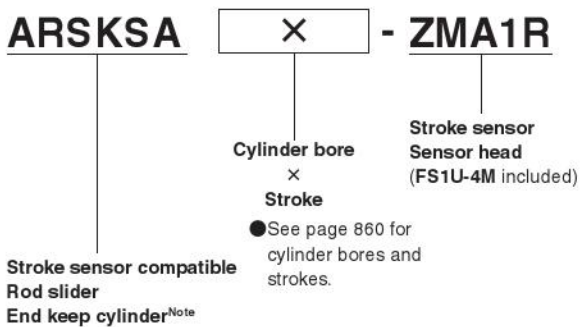 ARSKSA × - ZMA1R
Cylinder bore
×
Stroke
●See page 860 for
cylinder bores and
strokes.
Stroke sensor
Sensor head
(FS1U-4M included)
Stroke sensor compatible
Rod slider
End keep cylinderNote